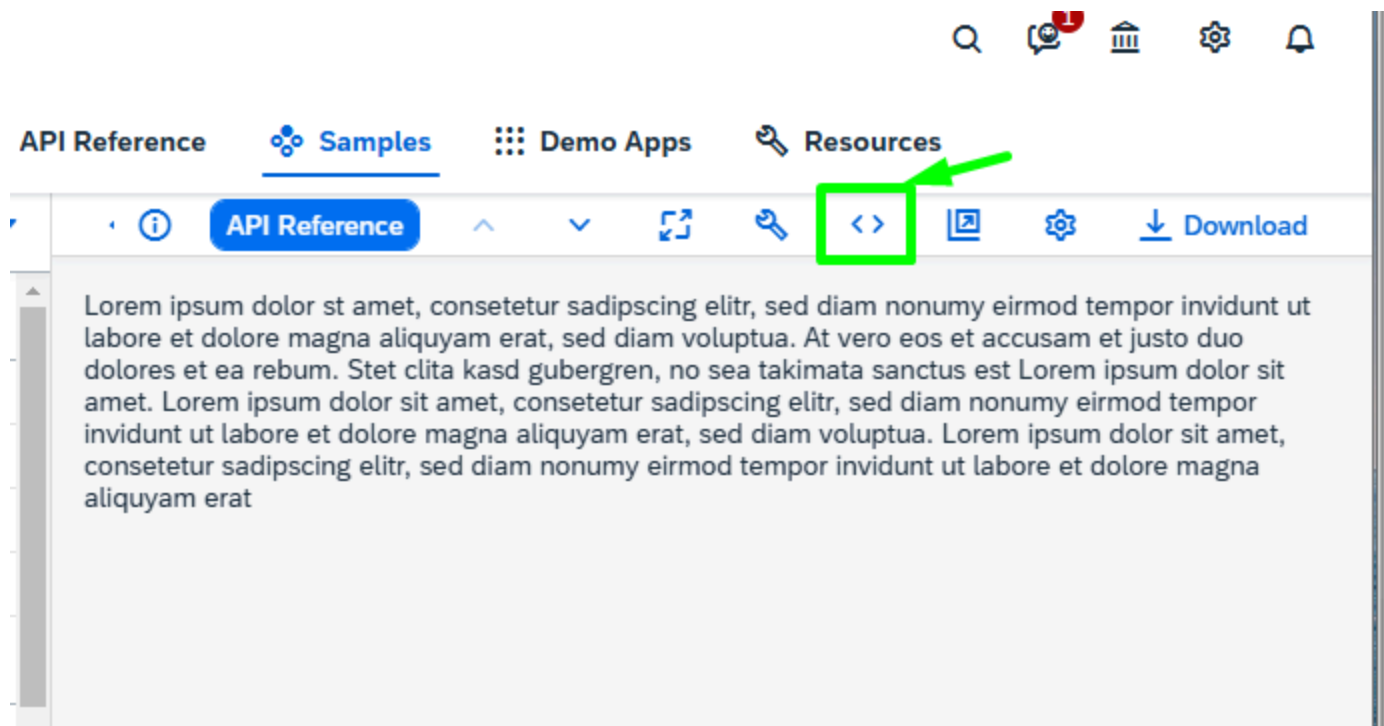 1
API Reference Samples Demo Apps Resources
API Reference <> Download
Lorem ipsum dolor st amet, consetetur sadipscing elitr, sed diam nonumy eirmod tempor invidunt ut
labore et dolore magna aliquyam erat, sed diam voluptua. At vero eos et accusam et justo duo
dolores et ea rebum. Stet clita kasd gubergren, no sea takimata sanctus est Lorem ipsum dolor sit
amet. Lorem ipsum dolor sit amet, consetetur sadipscing elitr, sed diam nonumy eirmod tempor
invidunt ut labore et dolore magna aliquyam erat, sed diam voluptua. Lorem ipsum dolor sit amet,
consetetur sadipscing elitr, sed diam nonumy eirmod tempor invidunt ut labore et dolore magna
aliquyam erat